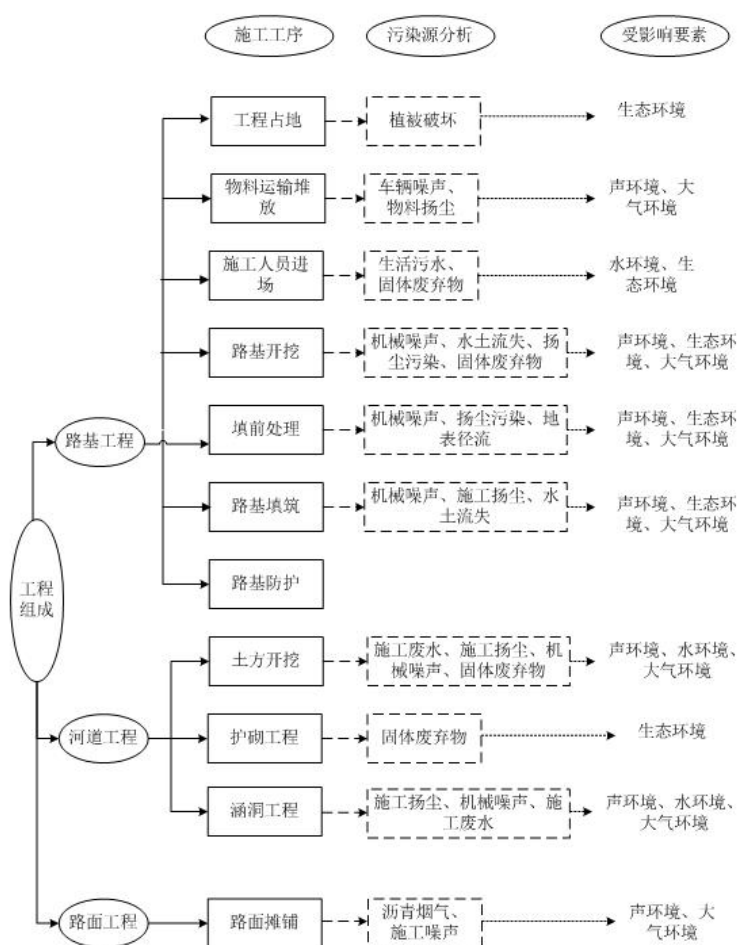 施工工序
污染源分析
受影响要素
工程占地
植被破坏
生态环境
物料运输堆
放
车辆噪声、
物料扬尘
声环境、大
气环境
施工人员进
场
生活污水、
固体废弃物
水环境、生
态环境
路基开挖
机械噪声、水土流失、扬
尘污染、固体废弃物
声环境、生态环
境、大气环境
路基工程
填前处理
机械噪声、扬尘污染、地
表径流
声环境、生态环
境、大气环境
路基填筑
机械噪声、施工扬尘、水
土流失
声环境、生态环
境、大气环境
工程
组成
路基防护
土方开挖
施工废水、施工扬尘、机
械噪声、固体废弃物
声环境、水环境、
大气环境
河道工程
护砌工程
固体废弃物
生态环境
涵洞工程
施工扬尘、机械噪声、施
工废水
声环境、水环境、
大气环境
路面工程
路面摊铺
沥青烟气、
施工噪声
声环境、大
气环境